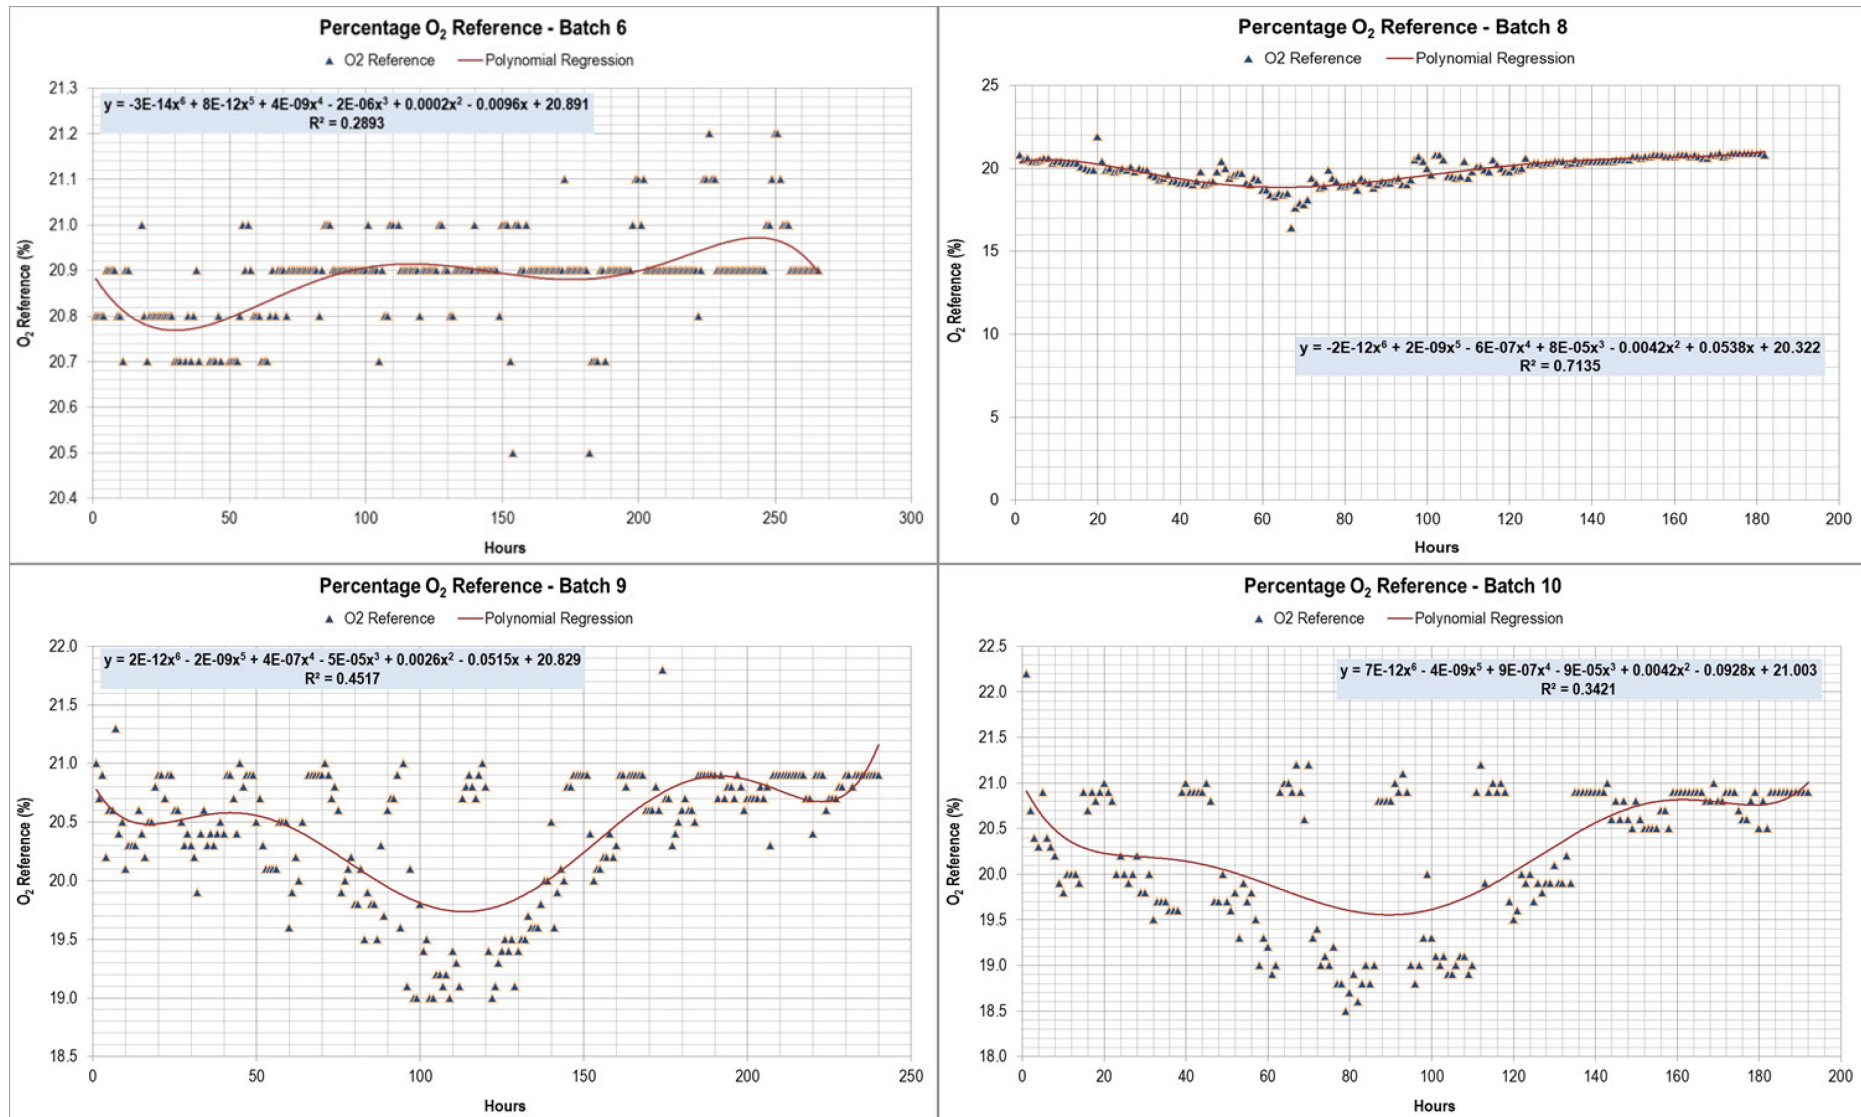 Percentage O₂ Reference - Batch 6
O2 Reference
Polynomial Regression
y = -3E-14x⁶ + 8E-12x⁵ + 4E-09x⁴ - 2E-06x³ + 0.0002x² - 0.0096x + 20.891
R² = 0.2893
O₂ Reference (%)
21.3
21.2
21.1
21.0
20.9
20.8
20.7
20.6
20.5
20.4
0 50 100 150 200 250 300
Hours
Percentage O₂ Reference - Batch 8
O2 Reference
Polynomial Regression
O₂ Reference (%)
25
20
15
10
5
0
y = -2E-12x⁶ + 2E-09x⁵ - 6E-07x⁴ + 8E-05x³ - 0.0042x² + 0.0538x + 20.322
R² = 0.7135
0 20 40 60 80 100 120 140 160 180 200
Hours
Percentage O₂ Reference - Batch 9
O2 Reference
Polynomial Regression
y = 2E-12x⁶ - 2E-09x⁵ + 4E-07x⁴ - 5E-05x³ + 0.0026x² - 0.0515x + 20.829
R² = 0.4517
O₂ Reference (%)
22.0
21.5
21.0
20.5
20.0
19.5
19.0
18.5
0 50 100 150 200 250
Hours
Percentage O₂ Reference - Batch 10
O2 Reference
Polynomial Regression
y = 7E-12x⁶ - 4E-09x⁵ + 9E-07x⁴ - 9E-05x³ + 0.0042x² - 0.0928x + 21.003
R² = 0.3421
O₂ Reference (%)
22.5
22.0
21.5
21.0
20.5
20.0
19.5
19.0
18.5
18.0
0 20 40 60 80 100 120 140 160 180 200
Hours